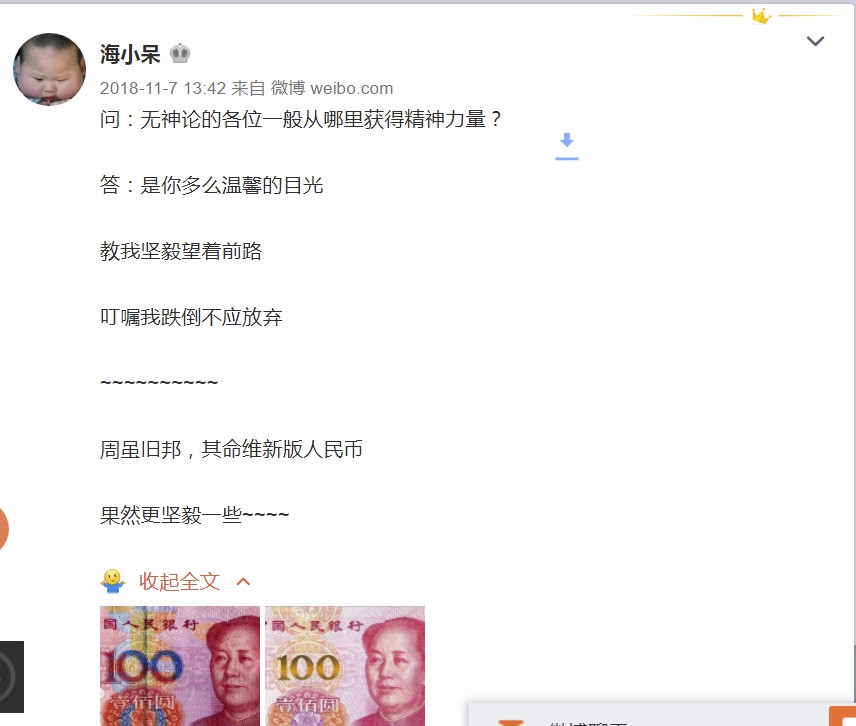 海小呆
2018-11-7 13:42 来自 微博 weibo.com
问：无神论的各位一般从哪里获得精神力量？
答：是你多么温馨的目光
教我坚毅望着前路
叮嘱我跌倒不应放弃
~~~~~~~~~~
周虽旧邦，其命维新版人民币
果然更坚毅一些~~~~
收起全文
国人民银行
100
壹佰圆
国人民银行
100
壹佰圆